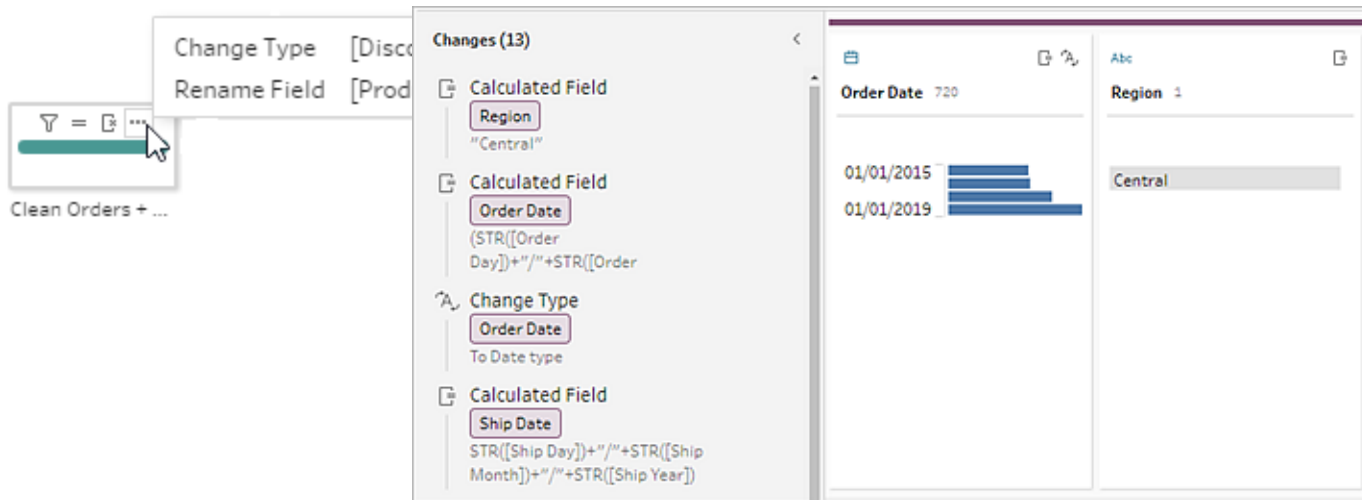 Change Type [Disco
Rename Field [Prod
Clean Orders + ...
Changes (13)
Calculated Field
Region
"Central"
Calculated Field
Order Date
(STR([Order
Day])+"/"+STR([Order
Change Type
Order Date
To Date type
Calculated Field
Ship Date
STR([Ship Day])+"/"+STR([Ship
Month])+"/"+STR([Ship Year])
Order Date 720
01/01/2015
01/01/2019
Abc
Region 1
Central